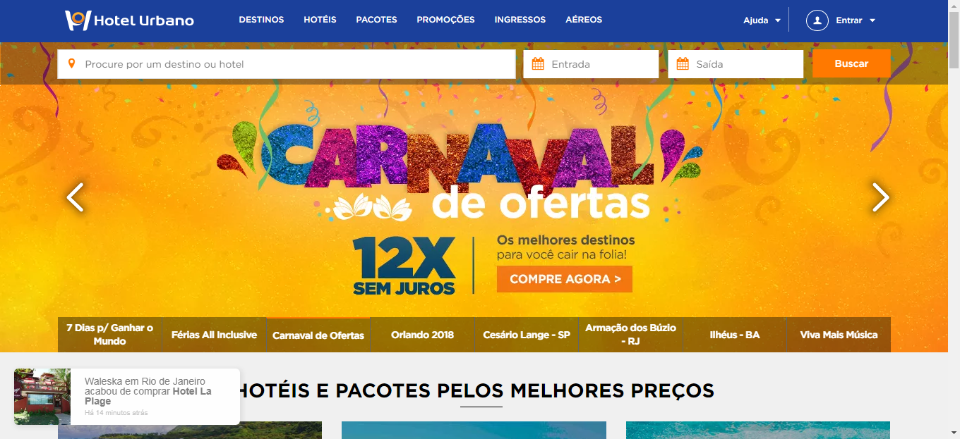 Hotel Urbano
DESTINOS HOTÉIS PACOTES PROMOÇÕES INGRESSOS AÉREOS
Ajuda Entrar
Procure por um destino ou hotel
Entrada
Saída
Buscar
CARNAVAL
de ofertas
12X
SEM JUROS
Os melhores destinos
para você cair na folia!
COMPRE AGORA >
7 Dias p/ Ganhar o
Mundo
Férias All Inclusive
Carnaval de Ofertas
Orlando 2018
Cesário Lange - SP
Armação dos Búzio
- RJ
Ilhéus - BA
Viva Mais Música
HOTÉIS E PACOTES PELOS MELHORES PREÇOS
Waleska em Rio de Janeiro
acabou de comprar Hotel La
Plage
Há 14 minutos atrás